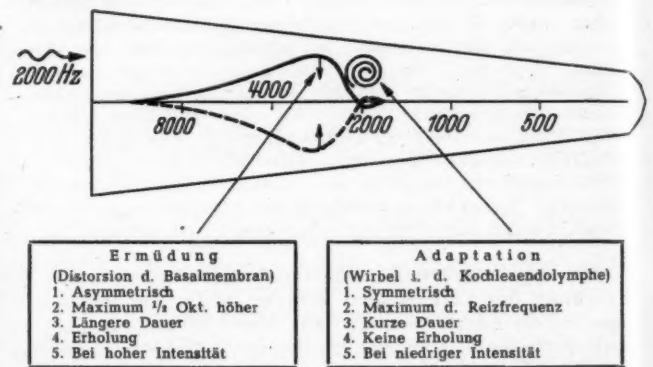 2000 Hz
4000
8000
2000
1000
500
Ermüdung
(Distorsion d. Basalmembran)
1. Asymmetrisch
2. Maximum ½ Okt. höher
3. Längere Dauer
4. Erholung
5. Bei hoher Intensität
Adaptation
(Wirbel i. d. Kochleaendolymphe)
1. Symmetrisch
2. Maximum d. Reizfrequenz
3. Kurze Dauer
4. Keine Erholung
5. Bei niedriger Intensität